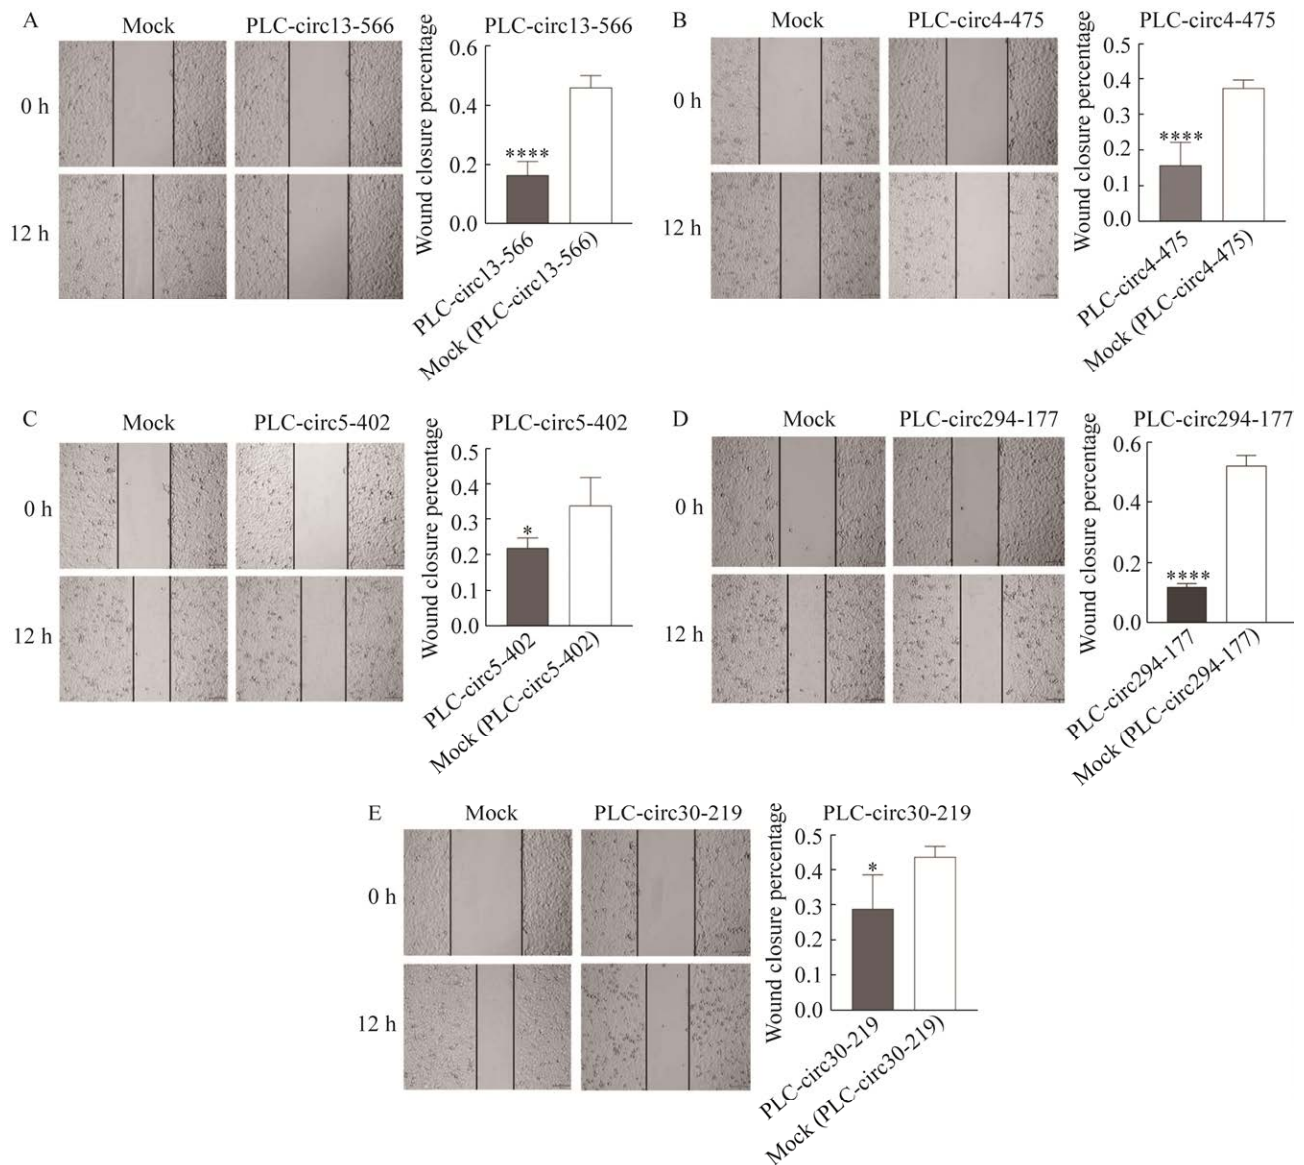 A
Mock
PLC-circ13-566
0 h
12 h
PLC-circ13-566
Wound closure percentage
0.6
0.4
0.2
0.0
****
PLC-circ13-566
Mock (PLC-circ13-566)
B
Mock
PLC-circ4-475
0 h
12 h
PLC-circ4-475
Wound closure percentage
0.5
0.4
0.3
0.2
0.1
0.0
****
PLC-circ4-475
Mock (PLC-circ4-475)
C
Mock
PLC-circ5-402
0 h
12 h
PLC-circ5-402
Wound closure percentage
0.5
0.4
0.3
0.2
0.1
0.0
*
PLC-circ5-402
Mock (PLC-circ5-402)
D
Mock
PLC-circ294-177
0 h
12 h
PLC-circ294-177
Wound closure percentage
0.6
0.4
0.2
0.0
****
PLC-circ294-177
Mock (PLC-circ294-177)
E
Mock
PLC-circ30-219
0 h
12 h
PLC-circ30-219
Wound closure percentage
0.5
0.4
0.3
0.2
0.1
0.0
*
PLC-circ30-219
Mock (PLC-circ30-219)